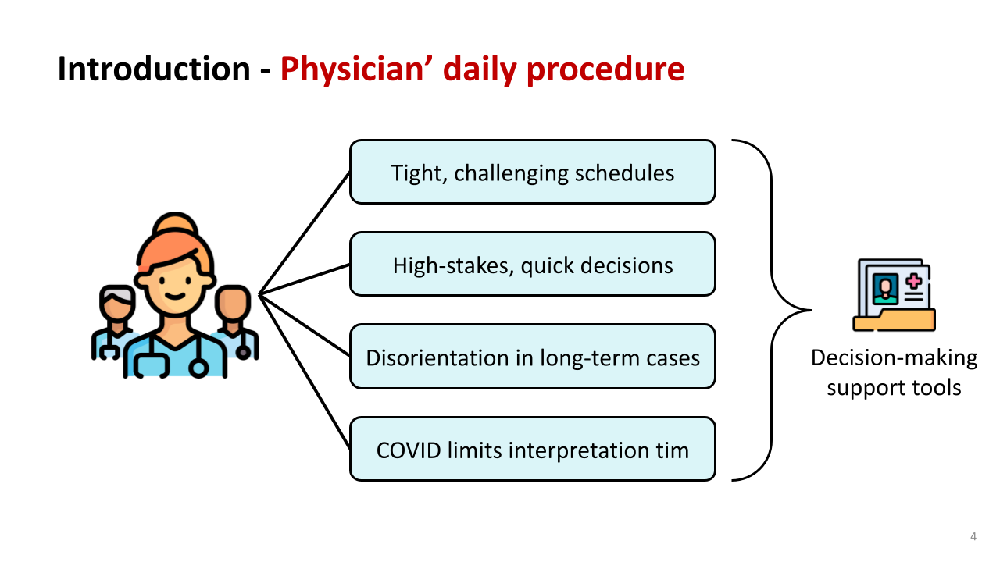 Introduction - Physician’ daily procedure
Tight, challenging schedules
High-stakes, quick decisions
Disorientation in long-term cases
COVID limits interpretation tim
Decision-making
support tools
4